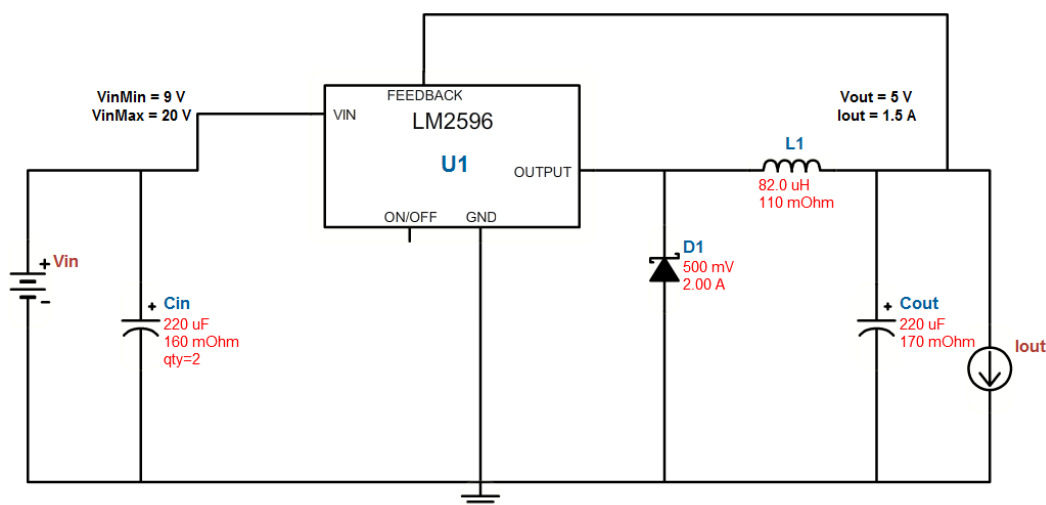 VinMin = 9 V
VinMax = 20 V
FEEDBACK
VIN
LM2596
U1
OUTPUT
ON/OFF
GND
Vout = 5 V
Iout = 1.5 A
L1
82.0 uH
110 mOhm
+
Vin
-
+
Cin
220 uF
160 mOhm
qty=2
D1
500 mV
2.00 A
+
Cout
220 uF
170 mOhm
Iout